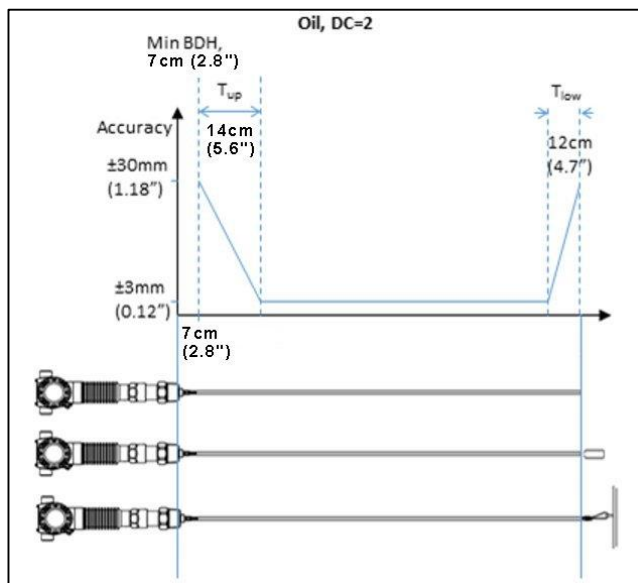 Oil, DC=2
Min BDH,
7cm (2.8")
Tup
Tlow
Accuracy
14cm
(5.6")
12cm
(4.7")
±30mm
(1.18")
±3mm
(0.12")
7cm
(2.8")